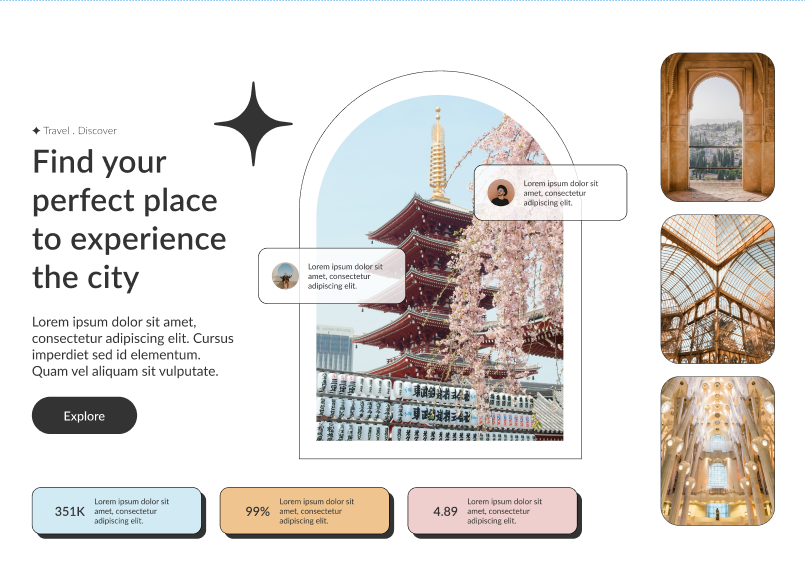 Travel . Discover
Find your
perfect place
to experience
the city
Lorem ipsum dolor sit amet,
consectetur adipiscing elit. Cursus
imperdiet sed id elementum.
Quam vel aliquam sit vulputate.
Explore
Lorem ipsum dolor sit
amet, consectetur
adipiscing elit.
Lorem ipsum dolor sit
amet, consectetur
adipiscing elit.
351K
Lorem ipsum dolor sit
amet, consectetur
adipiscing elit.
99%
Lorem ipsum dolor sit
amet, consectetur
adipiscing elit.
4.89
Lorem ipsum dolor sit
amet, consectetur
adipiscing elit.